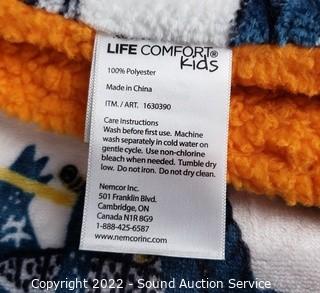 LIFE COMFORT®
Kids
100% Polyester
Made in China
ITM. / ART. 1630390
Care Instructions
Wash before first use. Machine
wash separately in cold water on
gentle cycle. Use non-chlorine
bleach when needed. Tumble dry
low. Do not iron. Do not dry clean.
Nemcor Inc.
501 Franklin Blvd.
Cambridge, ON
Canada N1R 8G9
1-888-425-6587
www.nemcorinc.com
Copyright 2022 - Sound Auction Service